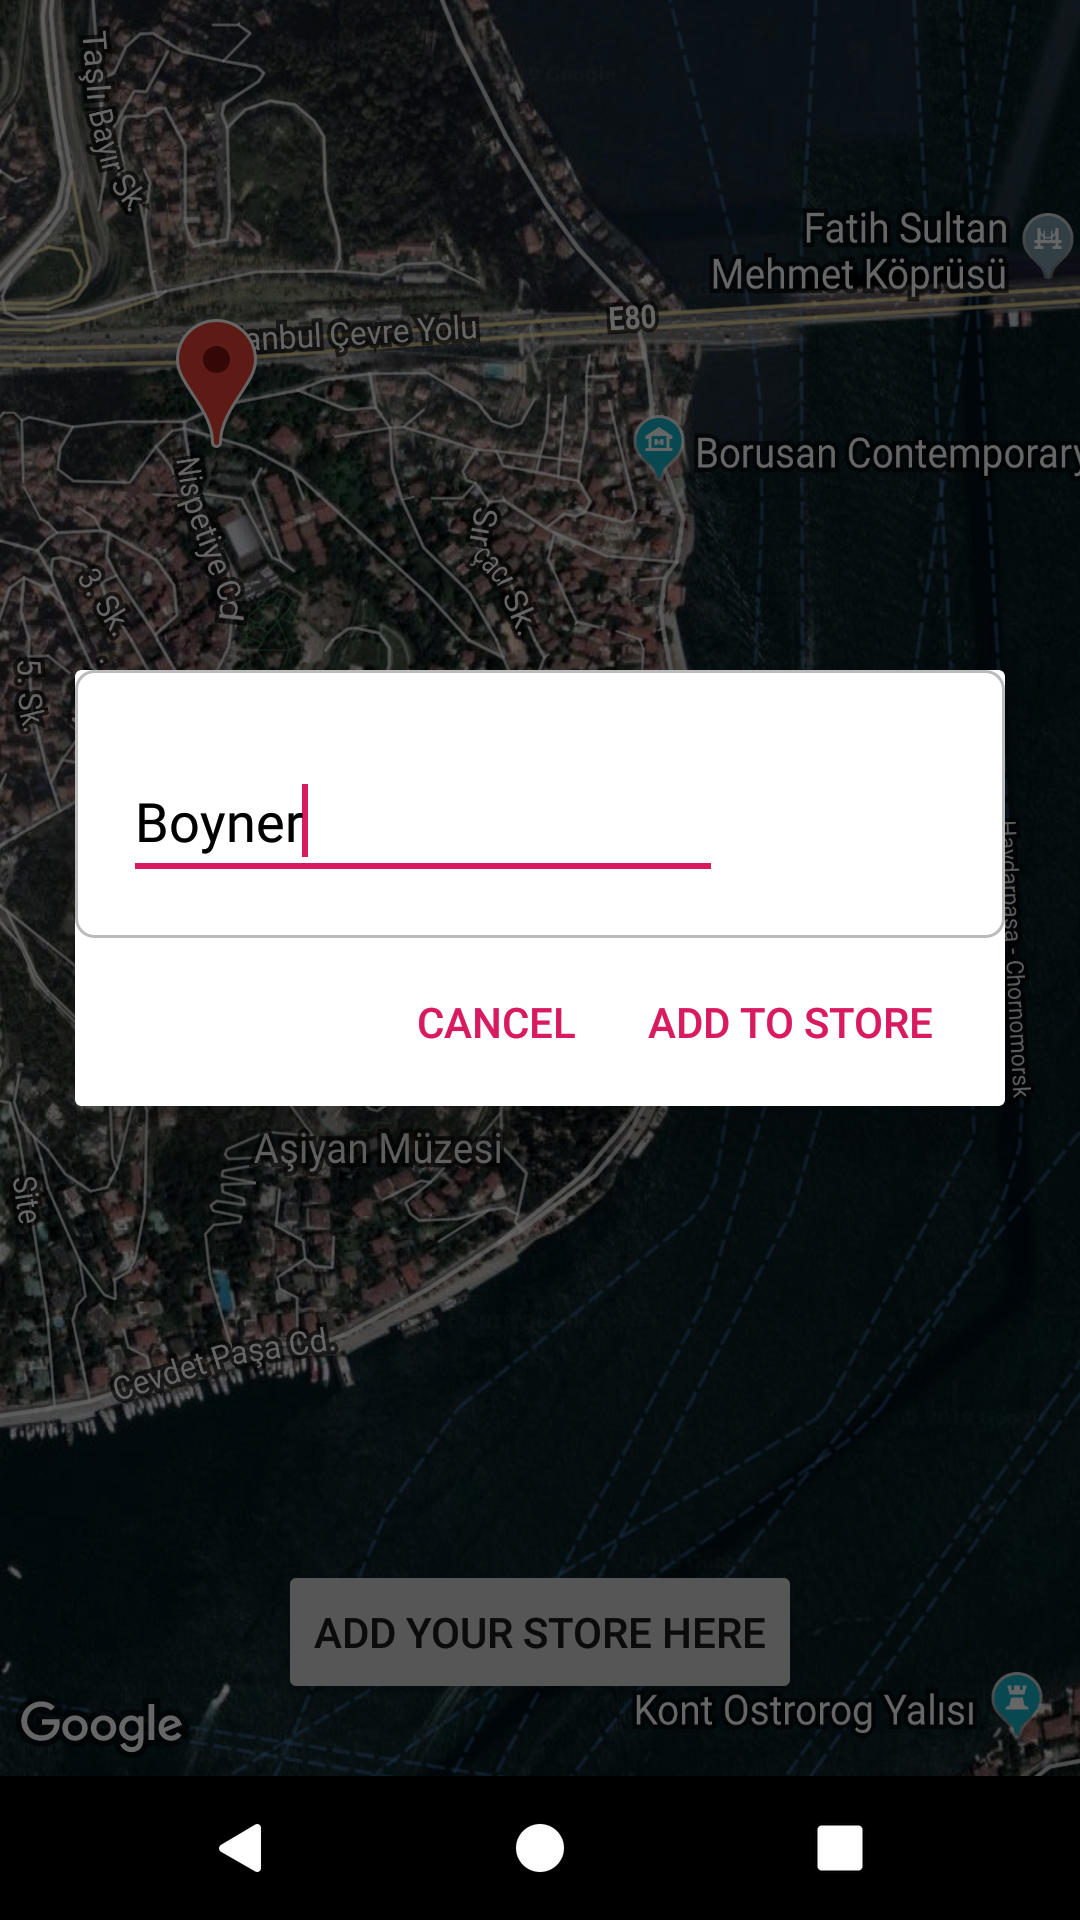 Taşlı Bayır Sk.
Fatih Sultan
Mehmet Köprüsü
E80
anbul Çevre Yolu
Borusan Contemporary
Nispetiye Cd
Sırçacı Sk.
3. Sk.
5. Sk.
Boyner
Haydarpaşa - Chornomorsk
CANCEL
ADD TO STORE
Aşiyan Müzesi
Site
Cevdet Paşa Cd.
ADD YOUR STORE HERE
Kont Ostrorog Yalısı
Google